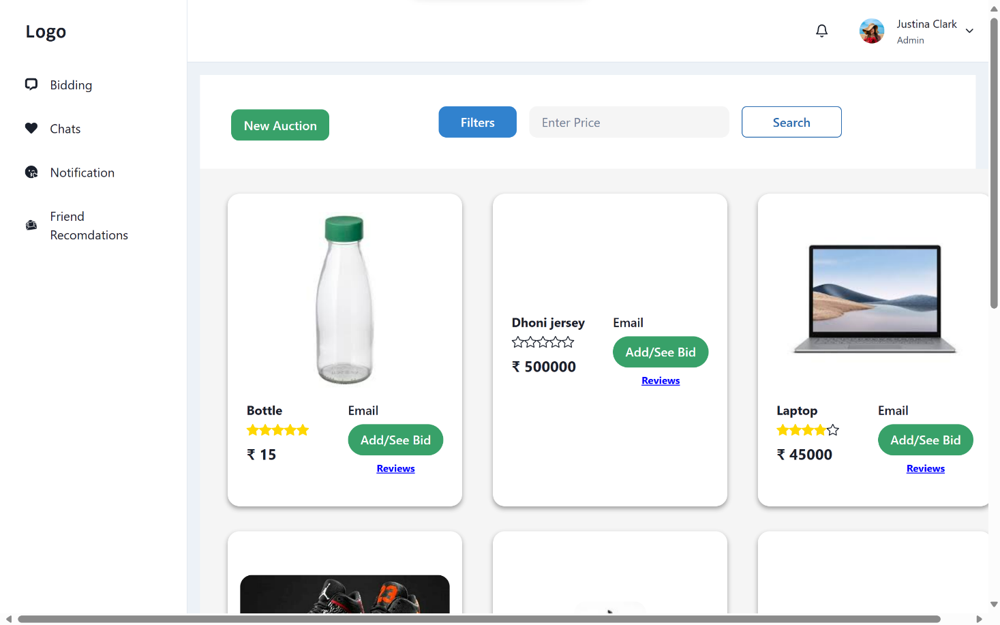 Logo
Bidding
Chats
Notification
Friend
Recomdations
Justina Clark
Admin
New Auction
Filters
Enter Price
Search
Bottle
Email
₹ 15
Add/See Bid
Reviews
Dhoni jersey
Email
₹ 500000
Add/See Bid
Reviews
Laptop
Email
₹ 45000
Add/See Bid
Reviews